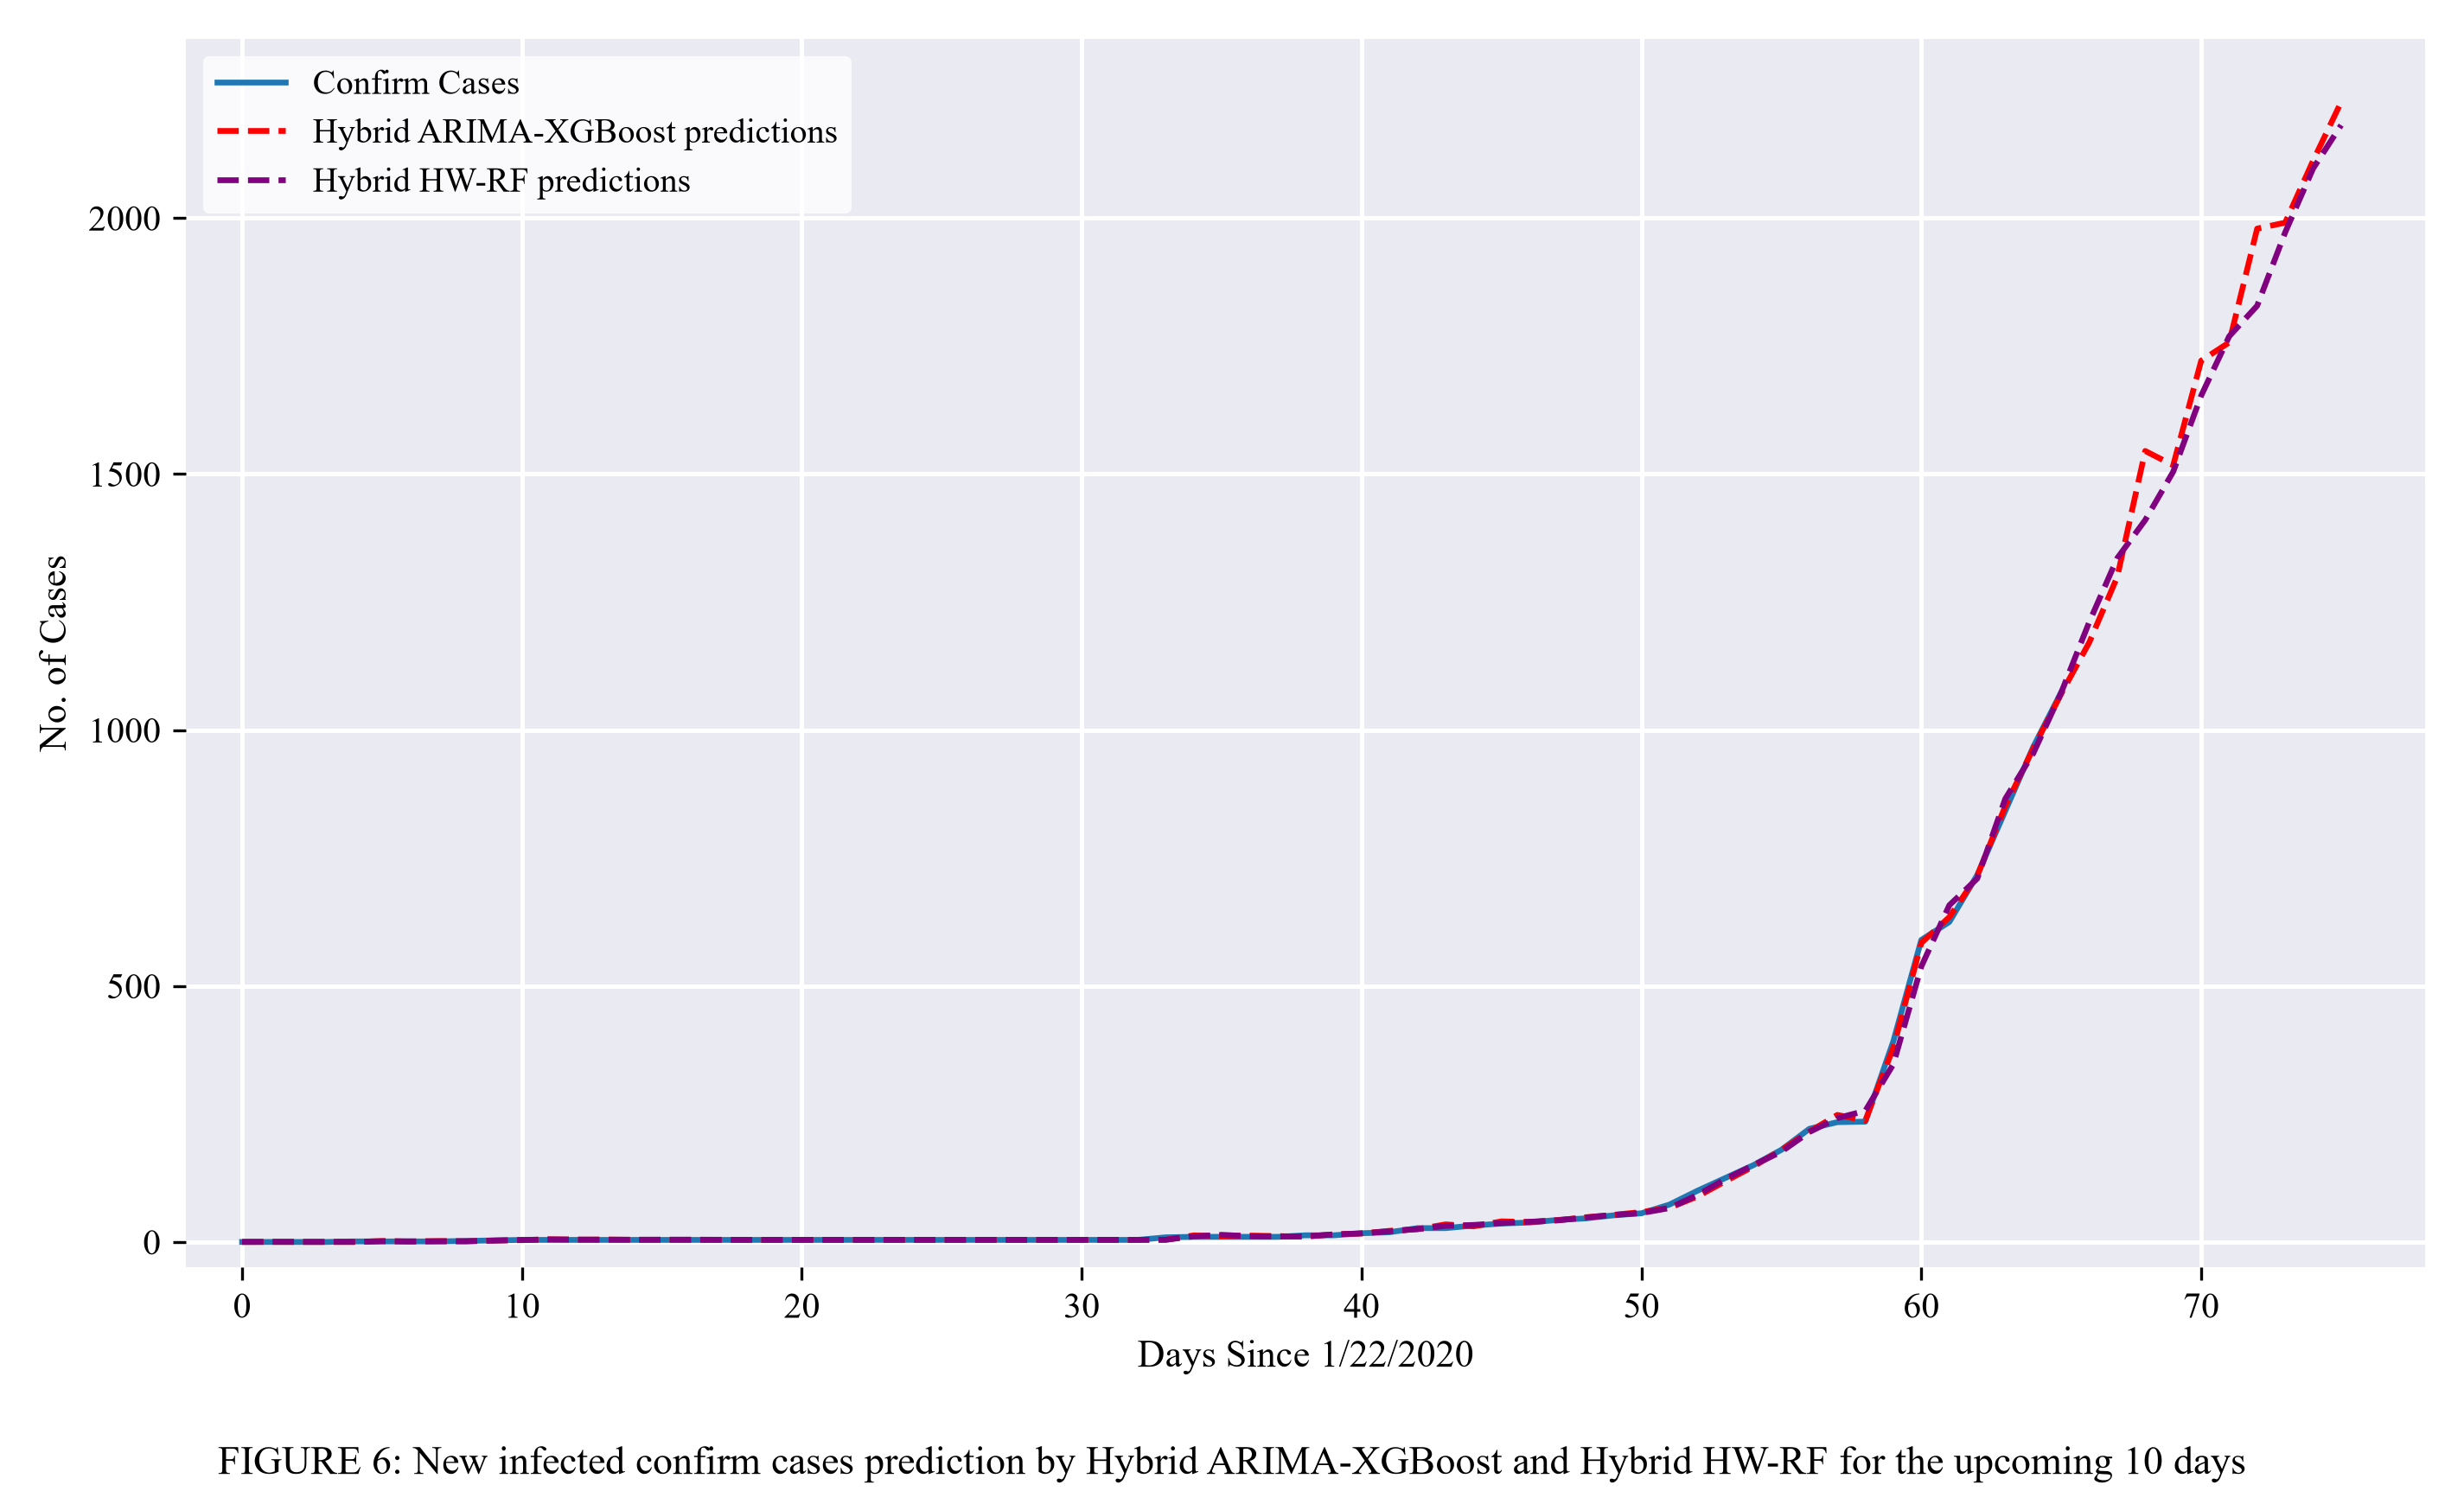 Confirm Cases
Hybrid ARIMA-XGBoost predictions
Hybrid HW-RF predictions
2000
1500
1000
500
0
No. of Cases
0 10 20 30 40 50 60 70
Days Since 1/22/2020
FIGURE 6: New infected confirm cases prediction by Hybrid ARIMA-XGBoost and Hybrid HW-RF for the upcoming 10 days